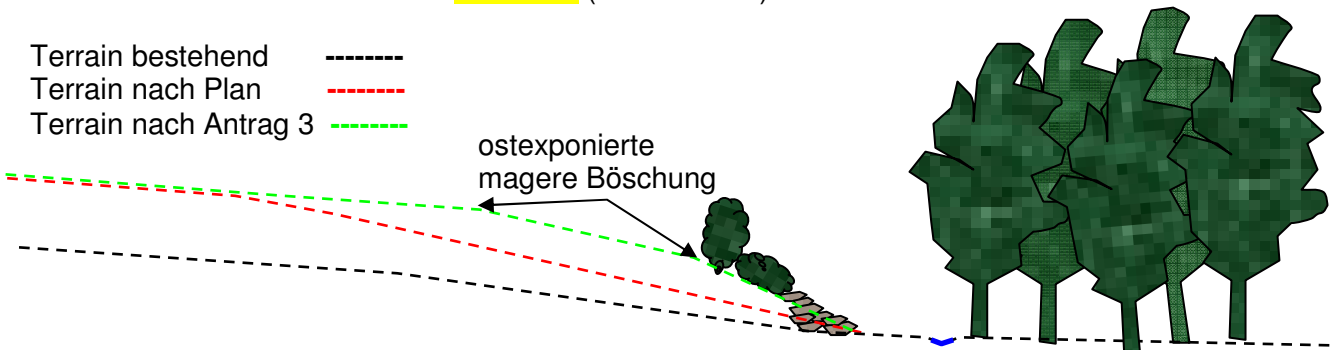 Terrain bestehend
Terrain nach Plan
Terrain nach Antrag 3
ostexponierte
magere Böschung